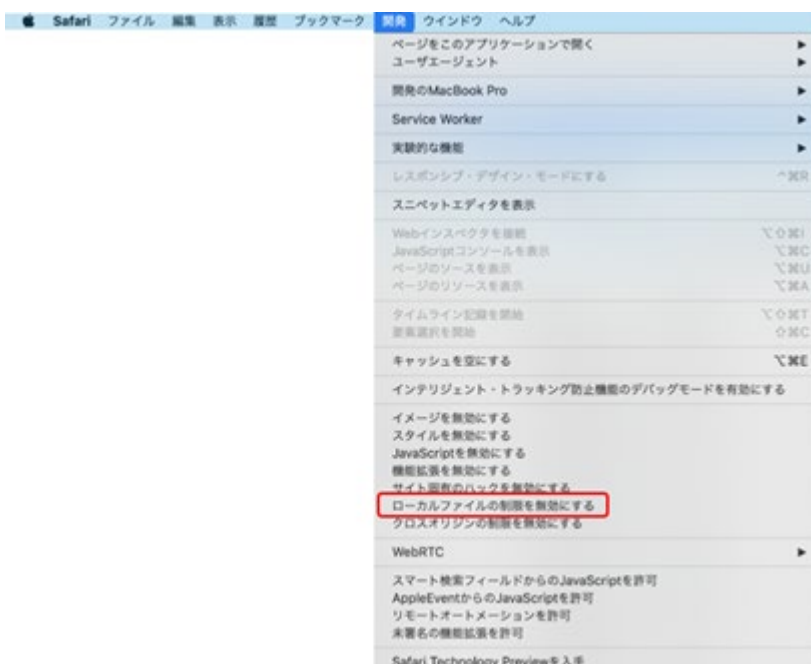 Safari ファイル 編集 表示 履歴 ブックマーク 開発 ウインドウ ヘルプ
ページをこのアプリケーションで開く
ユーザエージェント
開発のMacBook Pro
Service Worker
実験的な機能
レスポンシブ・デザイン・モードにする ^⌘R
スニペットエディタを表示
Webインスペクタを接続 ⌥⇧⌘I
JavaScriptコンソールを表示 ⌥⌘C
ページのソースを表示 ⌥⌘U
ページのリソースを表示 ⌥⌘A
タイムライン記録を開始 ⌥⇧⌘T
要素選択を開始 ⇧⌘C
キャッシュを空にする ⌥⌘E
インテリジェント・トラッキング防止機能のデバッグモードを有効にする
イメージを無効にする
スタイルを無効にする
JavaScriptを無効にする
機能拡張を無効にする
サイト固有のハックを無効にする
ローカルファイルの制限を無効にする
クロスオリジンの制限を無効にする
WebRTC
スマート検索フィールドからのJavaScriptを許可
AppleEventからのJavaScriptを許可
リモートオートメーションを許可
未署名の機能拡張を許可
Safari Technology Previewを入手